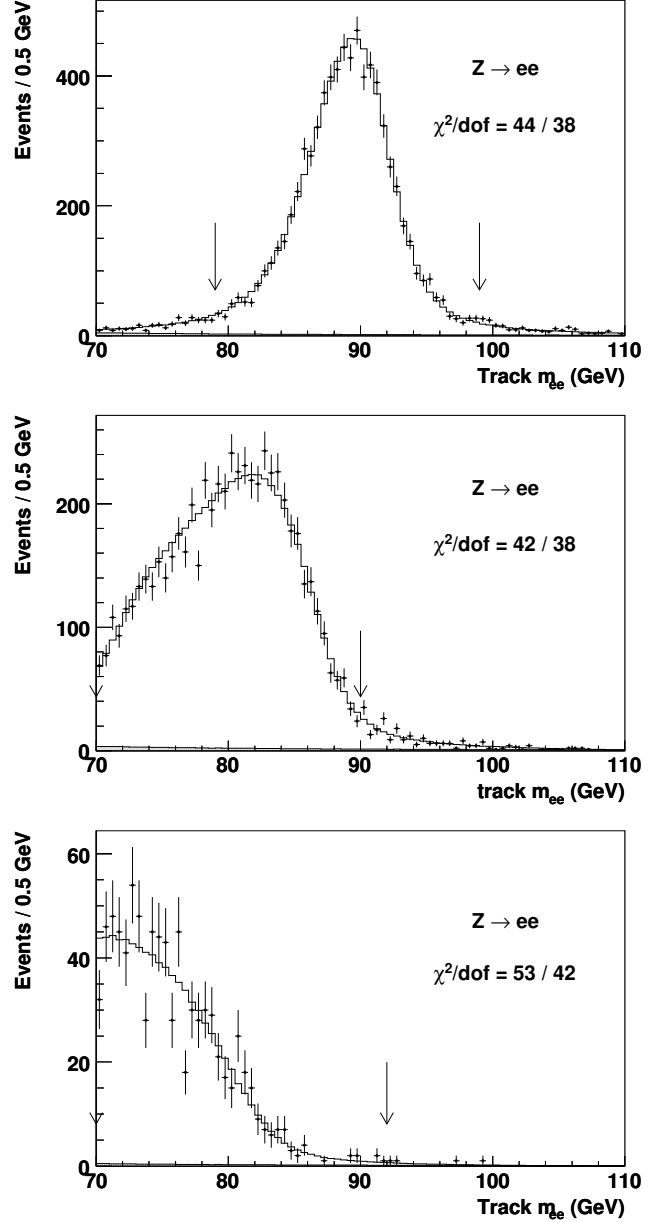 Events / 0.5 GeV
400
200
0
Z → ee
χ²/dof = 44 / 38
70 80 90 100 110
Track m_ee (GeV)
Events / 0.5 GeV
200
100
0
Z → ee
χ²/dof = 42 / 38
70 80 90 100 110
track m_ee (GeV)
Events / 0.5 GeV
60
40
20
0
Z → ee
χ²/dof = 53 / 42
70 80 90 100 110
Track m_ee (GeV)